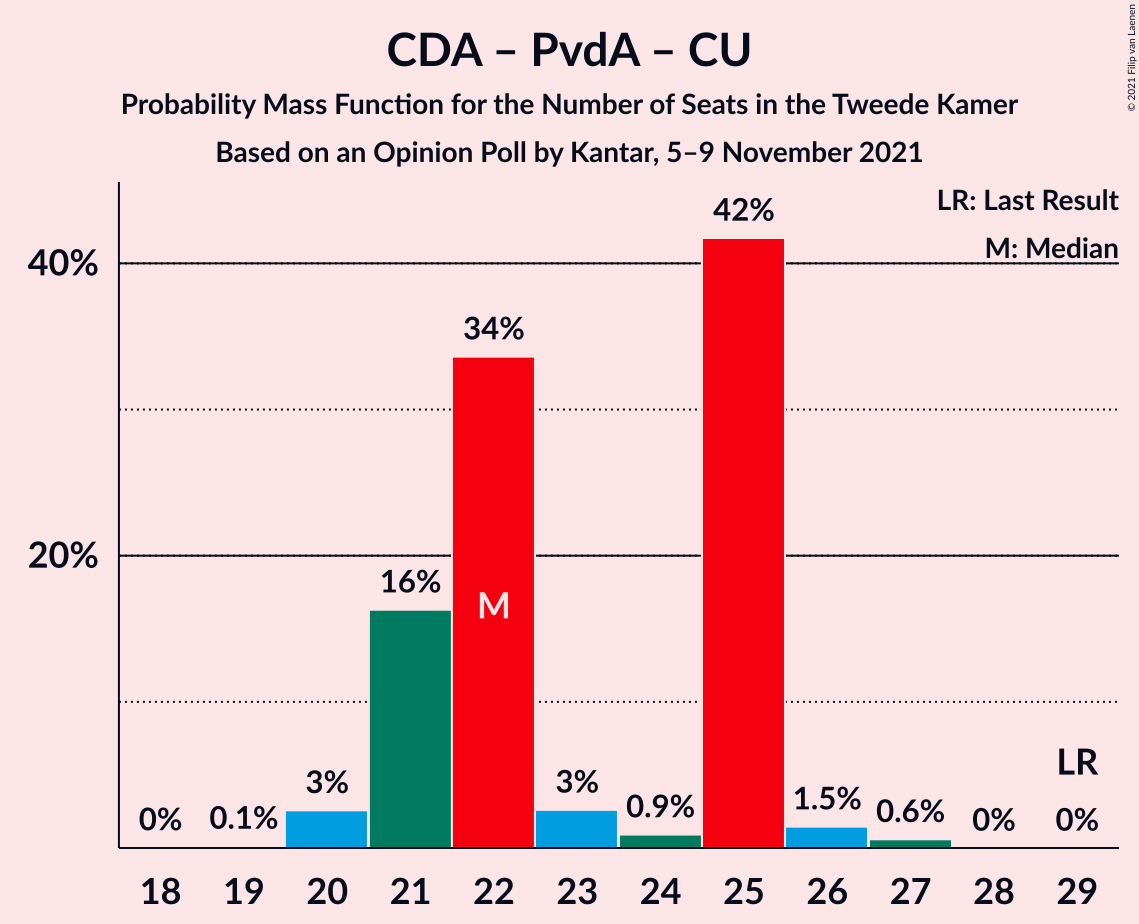 CDA – PvdA – CU
Probability Mass Function for the Number of Seats in the Tweede Kamer
Based on an Opinion Poll by Kantar, 5–9 November 2021
© 2021 Filip van Laenen
LR: Last Result
M: Median
40%
20%
0%
0.1%
3%
16%
34%
M
3%
0.9%
42%
1.5%
0.6%
0%
LR
0%
18 19 20 21 22 23 24 25 26 27 28 29